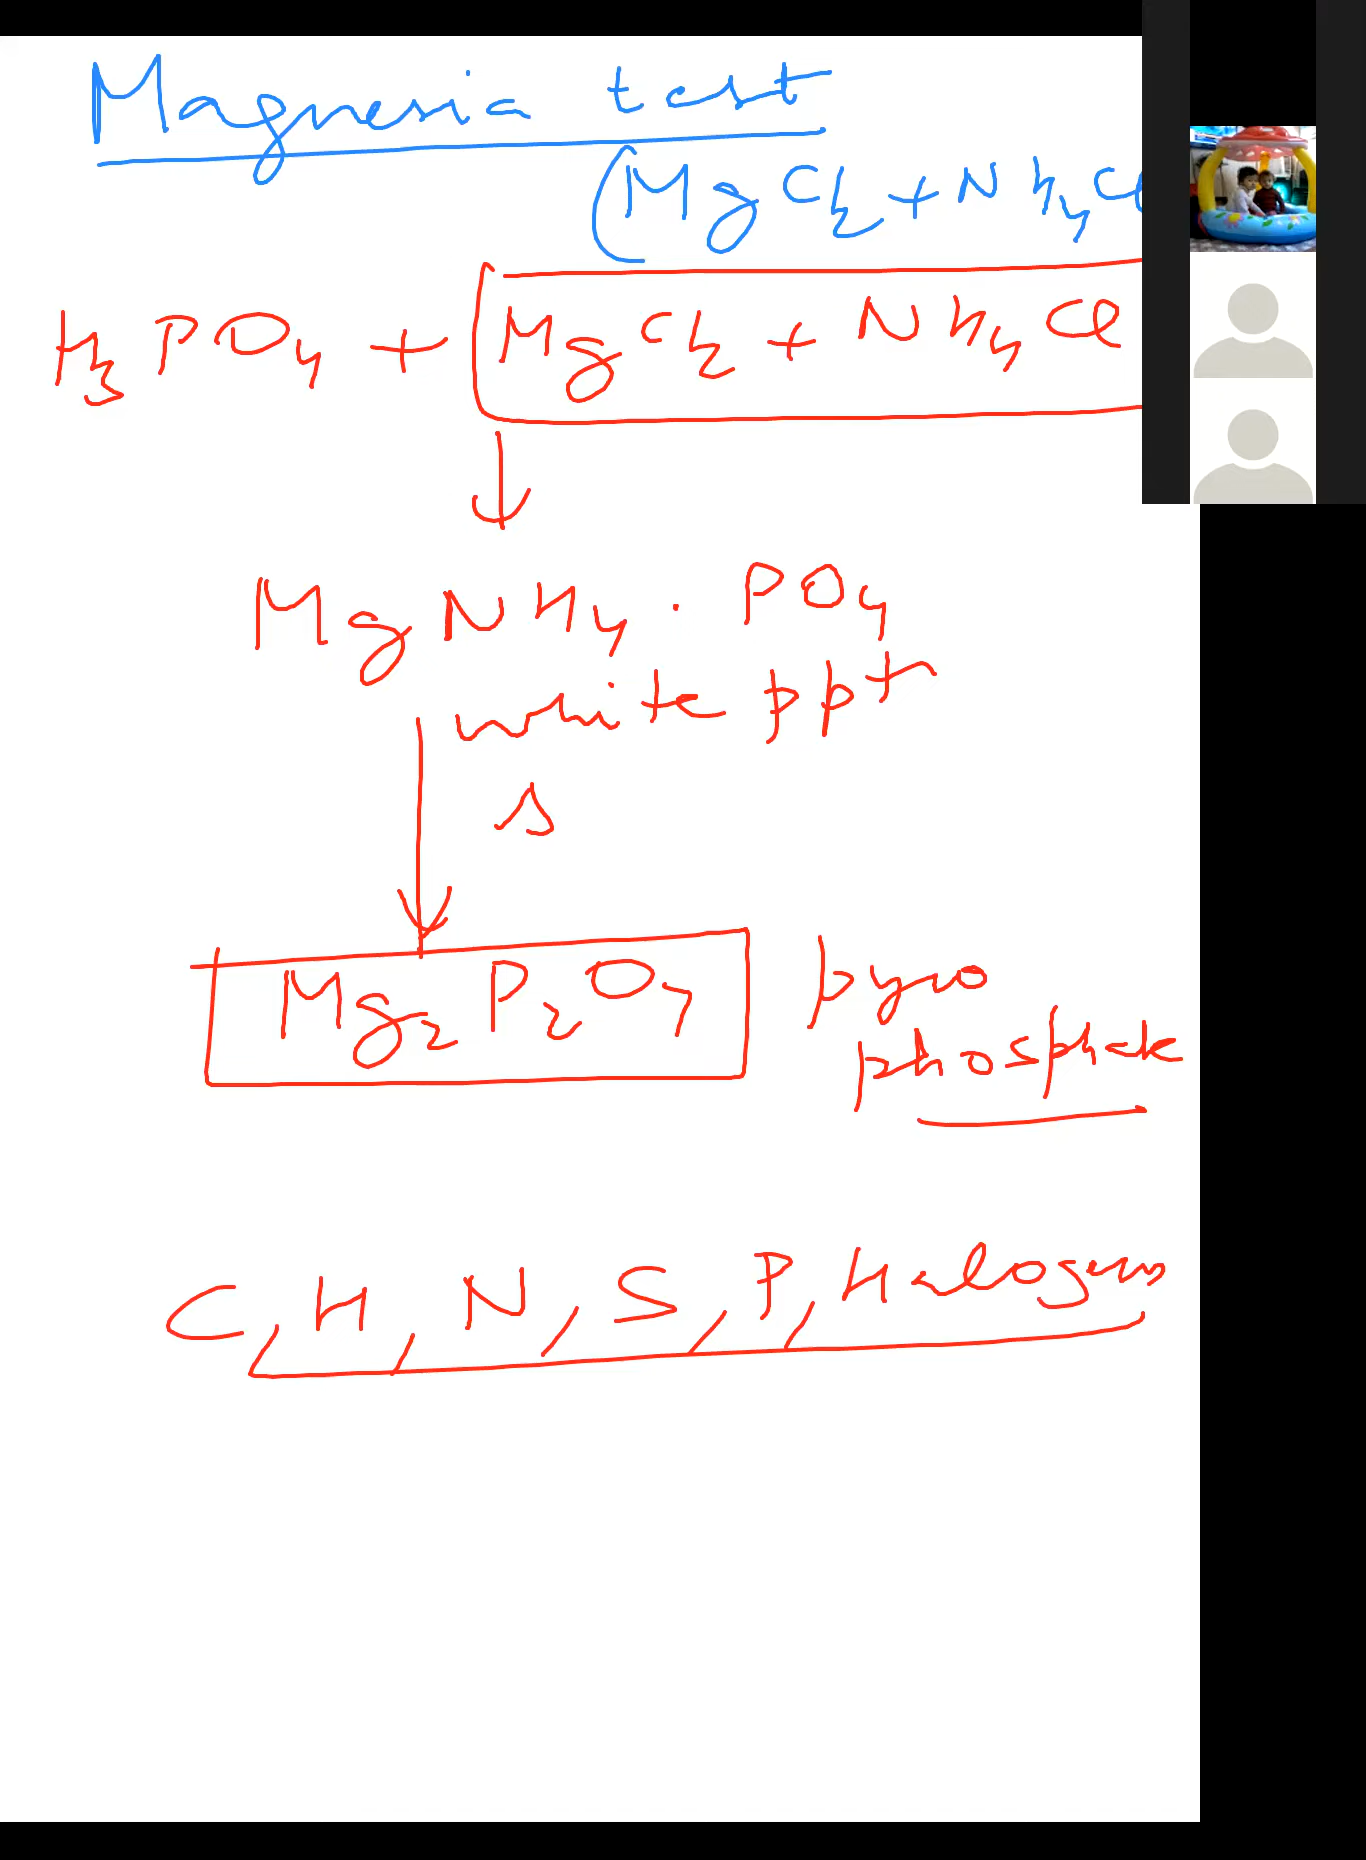 Magnesia test
(MgCl2 + NH4Cl
H3PO4 + MgCl2 + NH4Cl
MgNH4 . PO4
white ppt
Δ
Mg2P2O7 pyro
phosphate
C, H, N, S, P, Halogens